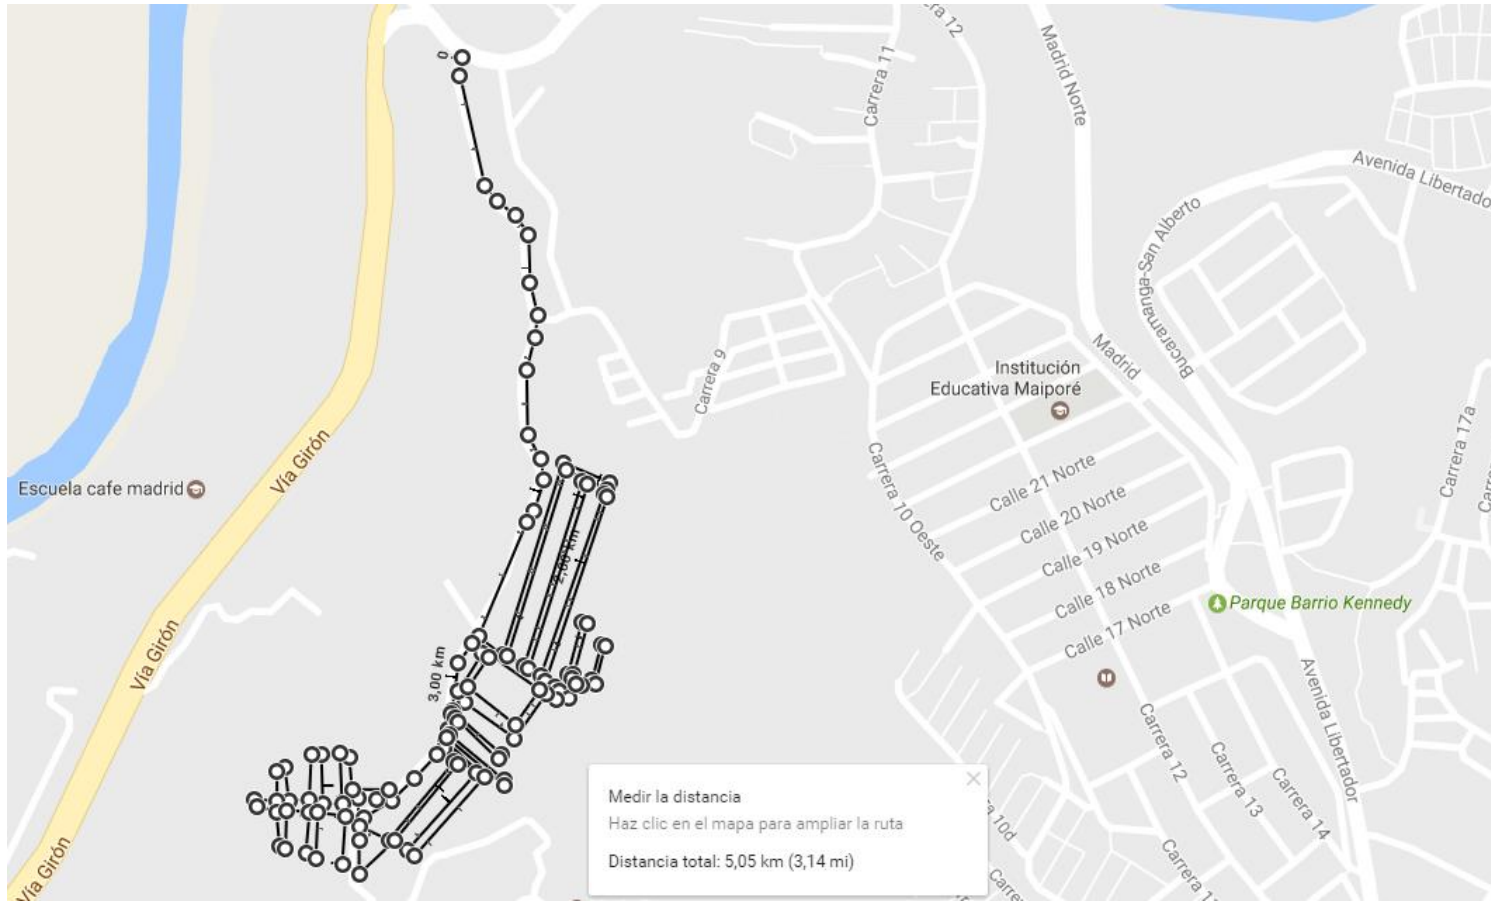 0
ra 12
Carrera 11
Madrid Norte
Avenida Libertado
Bucaramanga-San Alberto
Madrid
Institución
Educativa Maiporé
Carrera 9
Carrera 17a
Vía Girón
Escuela cafe madrid
Carrera 10 Oeste
Calle 21 Norte
Calle 20 Norte
Calle 19 Norte
Calle 18 Norte
Calle 17 Norte
Parque Barrio Kennedy
2,00 km
3,00 km
Vía Girón
Vía Girón
Avenida Libertador
Carrera 12
Carrera 13
Carrera 14
a 10d
Medir la distancia
Haz clic en el mapa para ampliar la ruta
Distancia total: 5,05 km (3,14 mi)